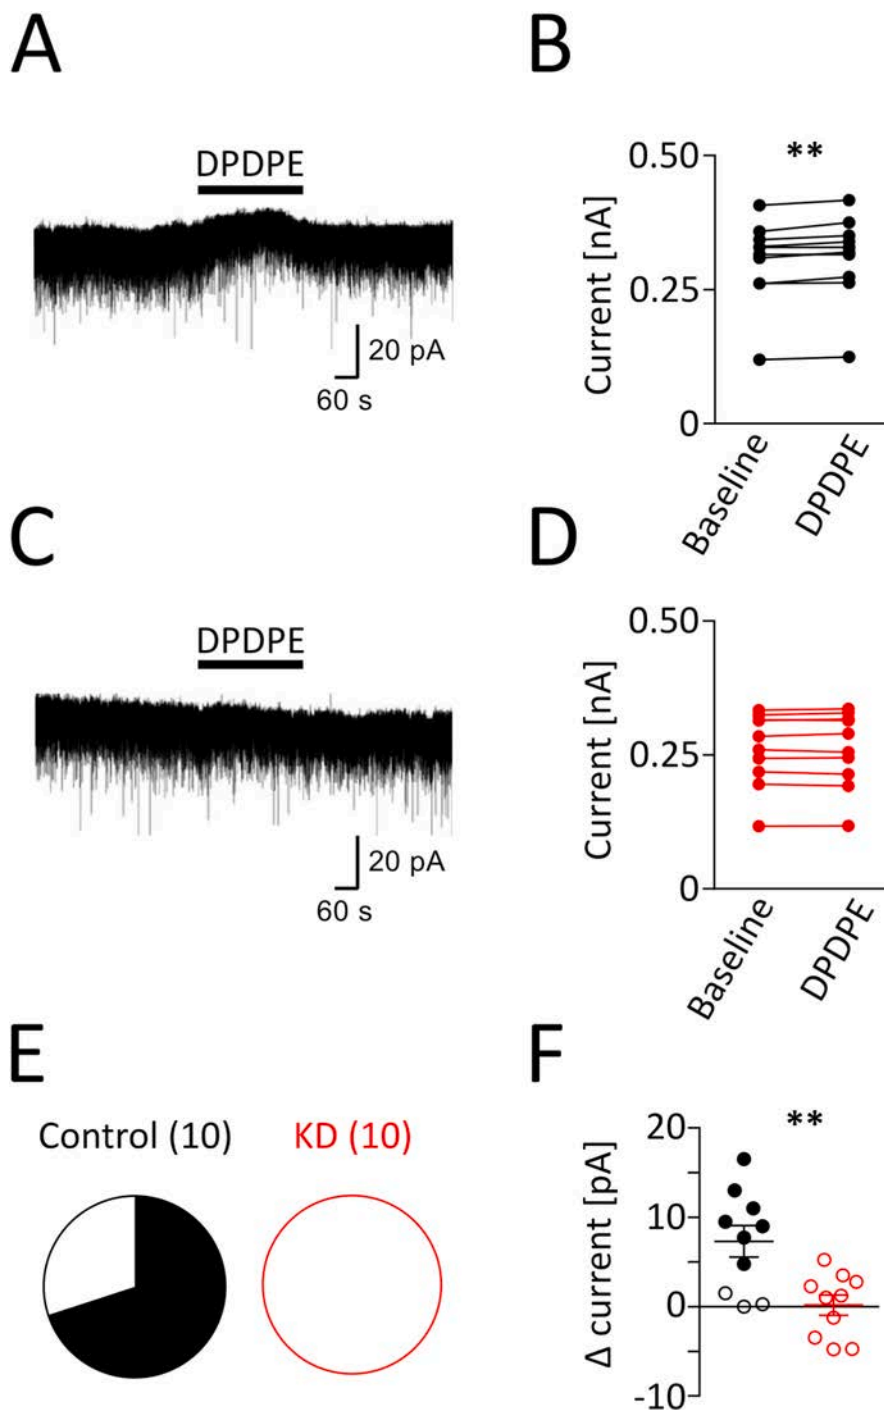 A
DPDPE
20 pA
60 s
B
**
Current [nA]
0.50
0.25
0
Baseline
DPDPE
C
DPDPE
20 pA
60 s
D
Current [nA]
0.50
0.25
0
Baseline
DPDPE
E
Control (10)
KD (10)
F
**
Δ current [pA]
20
10
0
-10